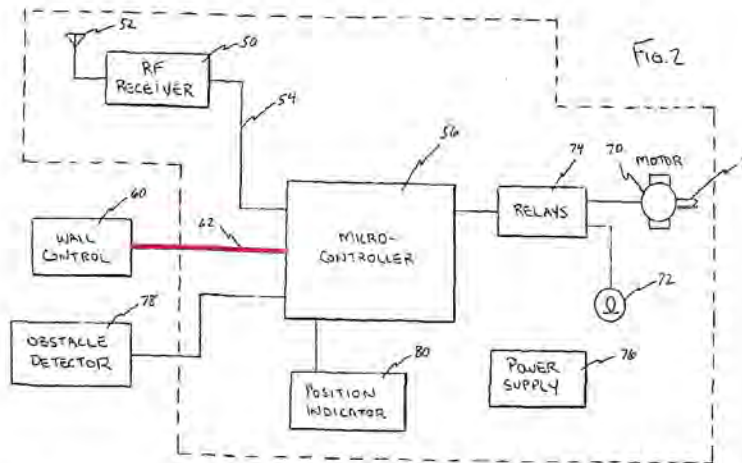 52
50
FIG. 2
RF
RECEIVER
54
56
74
70
MOTOR
60
62
WALL
CONTROL
MICRO-
CONTROLLER
RELAYS
78
72
OBSTACLE
DETECTOR
80
POSITION
INDICATOR
POWER
SUPPLY
76